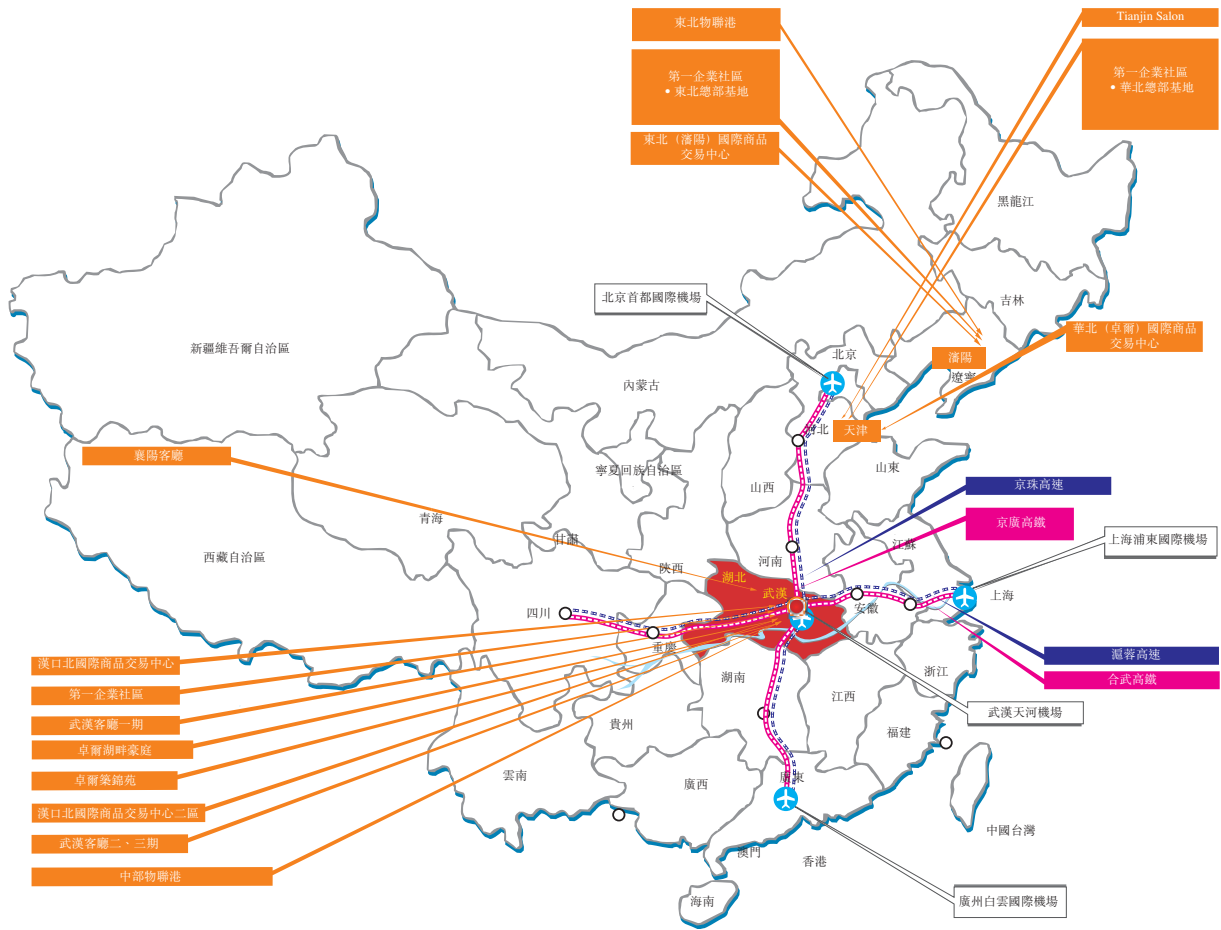 東北物聯港
第一企業社區
• 東北總部基地
東北（瀋陽）國際商品
交易中心
Tianjin Salon
第一企業社區
• 華北總部基地
黑龍江
吉林
北京首都國際機場
華北（卓爾）國際商品
交易中心
北京
瀋陽
遼寧
新疆維吾爾自治區
內蒙古
天津
北
襄陽客廳
寧夏回族自治區
山東
山西
京珠高速
京廣高鐵
青海
甘肅
西藏自治區
陝西
河南
江蘇
上海浦東國際機場
湖北
武漢
四川
安徽
上海
重慶
湖南
江西
浙江
滬蓉高速
合武高鐵
武漢天河機場
漢口北國際商品交易中心
第一企業社區
武漢客廳一期
卓爾湖畔豪庭
卓爾築錦苑
漢口北國際商品交易中心二區
武漢客廳二、三期
中部物聯港
貴州
福建
雲南
廣西
廣東
中國台灣
澳門
香港
海南
廣州白雲國際機場